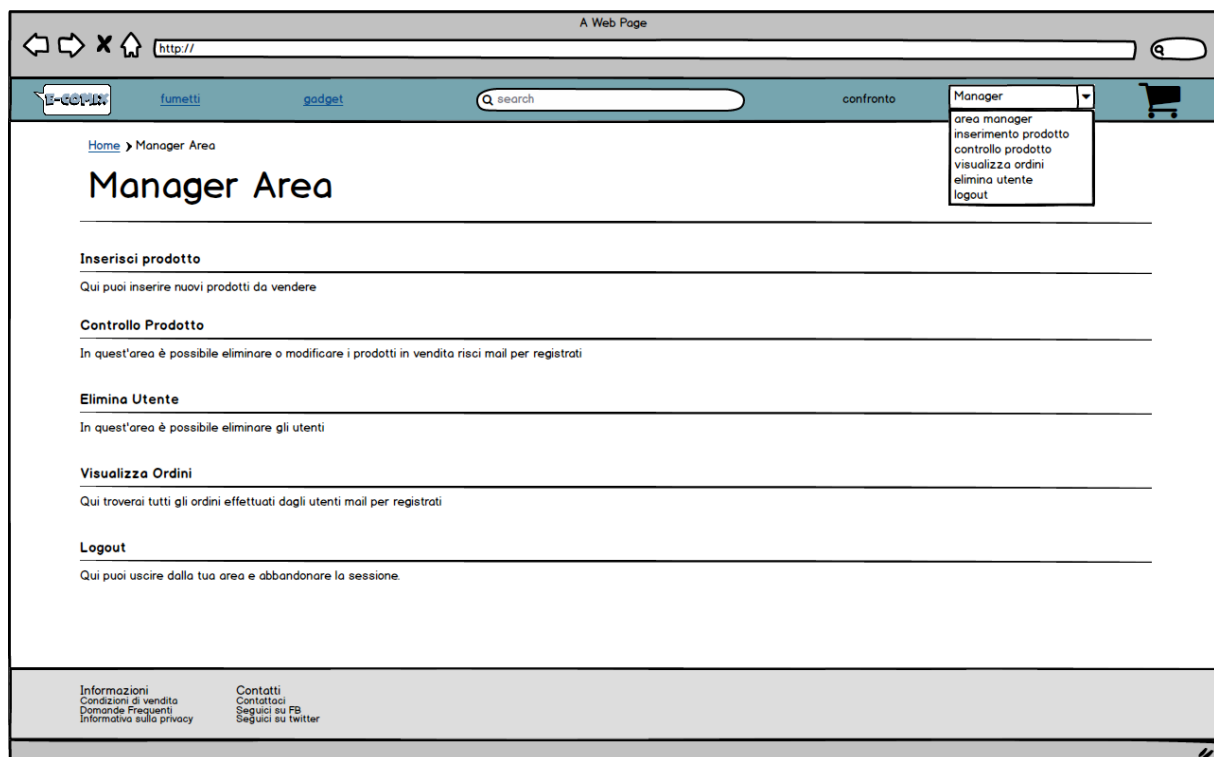 A Web Page
http://
E-COMIX
fumetti
gadget
search
confronto
Manager
area manager
inserimento prodotto
controllo prodotto
visualizza ordini
elimina utente
logout
Home
Manager Area
Manager Area
Inserisci prodotto
Qui puoi inserire nuovi prodotti da vendere
Controllo Prodotto
In quest'area è possibile eliminare o modificare i prodotti in vendita risci mail per registrati
Elimina Utente
In quest'area è possibile eliminare gli utenti
Visualizza Ordini
Qui troverai tutti gli ordini effettuati dagli utenti mail per registrati
Logout
Qui puoi uscire dalla tua area e abbandonare la sessione.
Informazioni
Condizioni di vendita
Domande Frequenti
Informativa sulla privacy
Contatti
Contattaci
Seguici su FB
Seguici su twitter